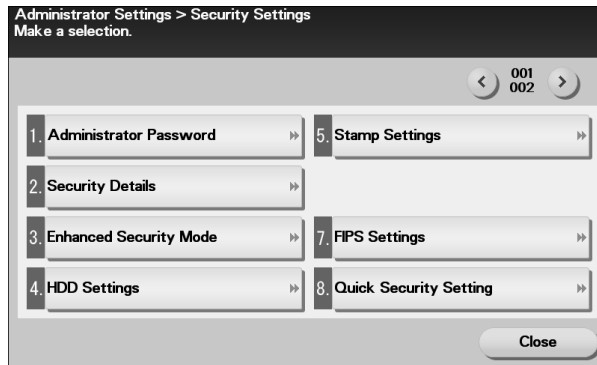 Administrator Settings > Security Settings
Make a selection.
001
002
1. Administrator Password
5. Stamp Settings
2. Security Details
3. Enhanced Security Mode
7. FIPS Settings
4. HDD Settings
8. Quick Security Setting
Close